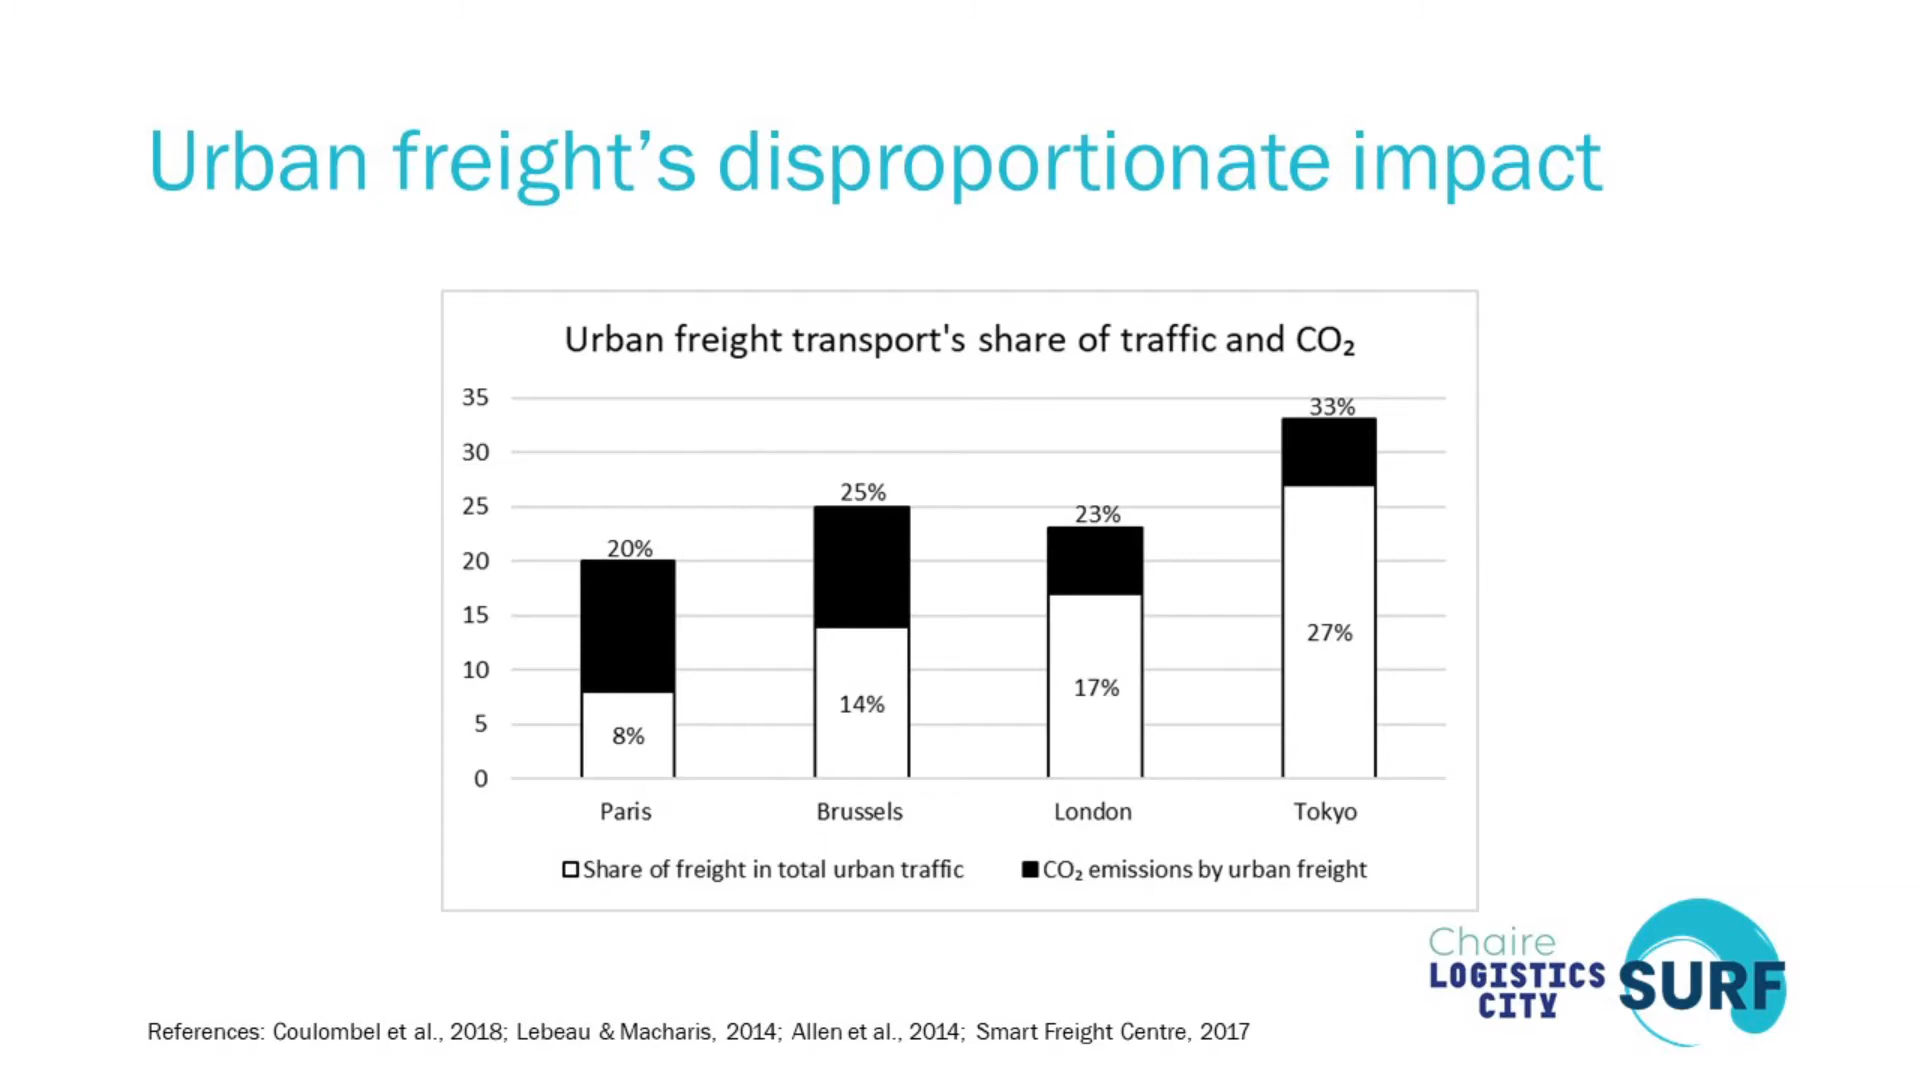 Urban freight’s disproportionate impact
Urban freight transport's share of traffic and CO₂
35
30
25
20
15
10
5
0
20%
8%
25%
14%
23%
17%
33%
27%
Paris
Brussels
London
Tokyo
Share of freight in total urban traffic
CO₂ emissions by urban freight
Chaire
LOGISTICS
CITY
SURF
References: Coulombel et al., 2018; Lebeau & Macharis, 2014; Allen et al., 2014; Smart Freight Centre, 2017